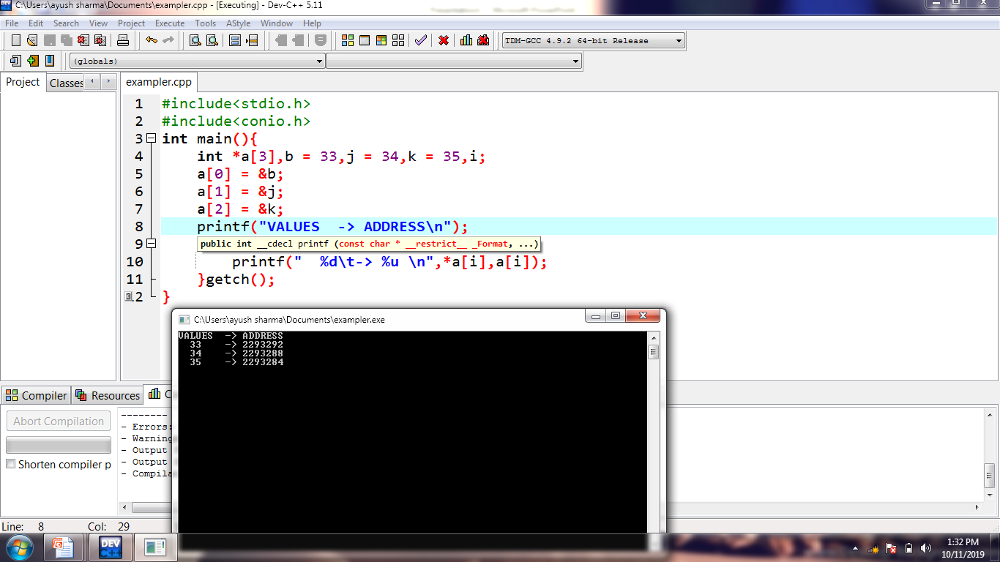 C:\Users\ayush sharma\Documents\exampler.cpp - [Executing] - Dev-C++ 5.11
File Edit Search View Project Execute Tools AStyle Window Help
TDM-GCC 4.9.2 64-bit Release
(globals)
Project Classes
exampler.cpp
1 #include<stdio.h>
2 #include<conio.h>
3 int main(){
4 int *a[3],b = 33,j = 34,k = 35,i;
5 a[0] = &b;
6 a[1] = &j;
7 a[2] = &k;
8 printf("VALUES  -> ADDRESS\n");
9
public int __cdecl printf (const char * __restrict__ _Format, ...)
10 printf("  %d\t-> %u \n",*a[i],a[i]);
11 }getch();
3.2 }
C:\Users\ayush sharma\Documents\exampler.exe
VALUES  -> ADDRESS
33 -> 2293292
34 -> 2293288
35 -> 2293284
Compiler Resources C
Abort Compilation
Shorten compiler p
--------
- Errors:
- Warning
- Output
- Output
- Compila
Line: 8 Col: 29
DEV
C++
1:32 PM
10/11/2019